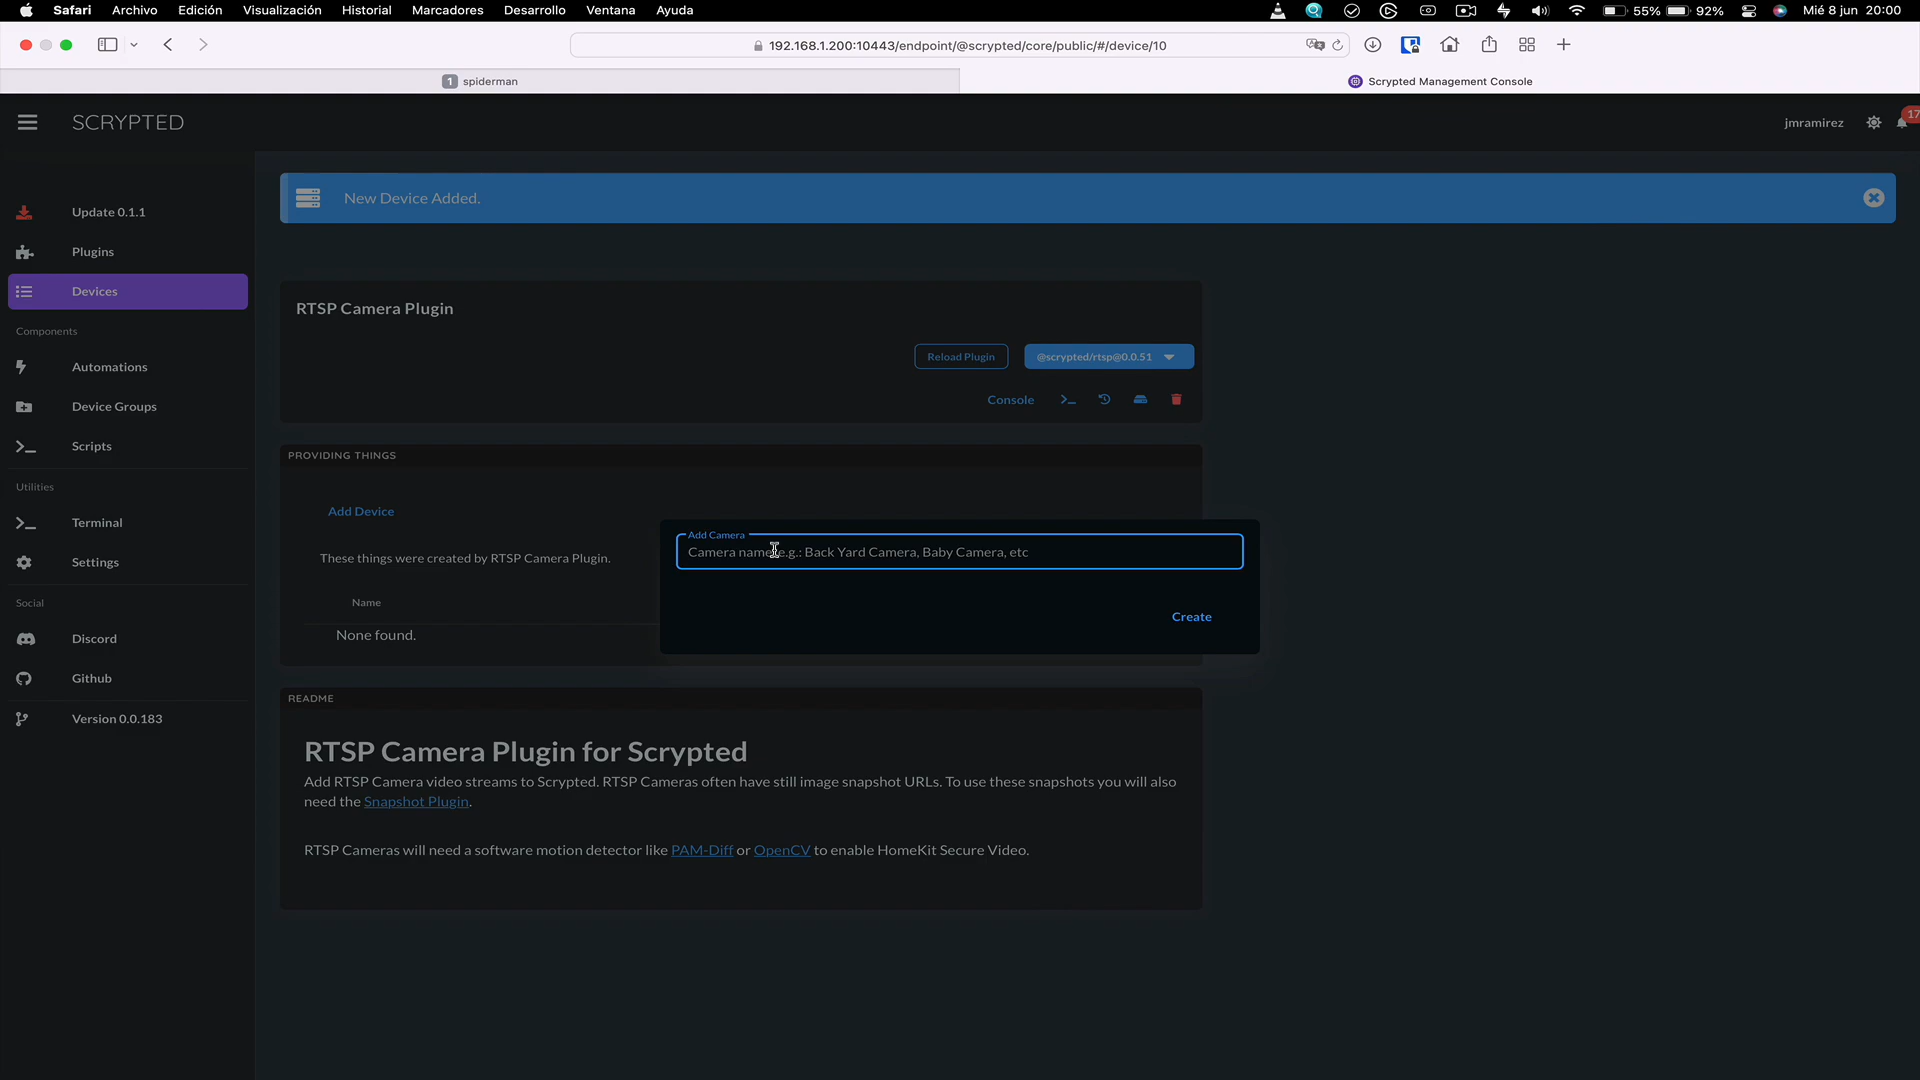 Safari Archivo Edición Visualización Historial Marcadores Desarrollo Ventana Ayuda 55% 92% Mié 8 jun 20:00
192.168.1.200:10443/endpoint/@scrypted/core/public/#/device/10
1 spiderman
Scrypted Management Console
SCRYPTED
jmramirez
17
New Device Added.
Update 0.1.1
Plugins
Devices
Components
Automations
Device Groups
Scripts
Utilities
Terminal
Settings
Social
Discord
Github
Version 0.0.183
RTSP Camera Plugin
Reload Plugin
@scrypted/rtsp@0.0.51
Console
PROVIDING THINGS
Add Device
These things were created by RTSP Camera Plugin.
Name
None found.
Add Camera
Camera name e.g.: Back Yard Camera, Baby Camera, etc
Create
README
RTSP Camera Plugin for Scrypted
Add RTSP Camera video streams to Scrypted. RTSP Cameras often have still image snapshot URLs. To use these snapshots you will also
need the Snapshot Plugin.
RTSP Cameras will need a software motion detector like PAM-Diff or OpenCV to enable HomeKit Secure Video.